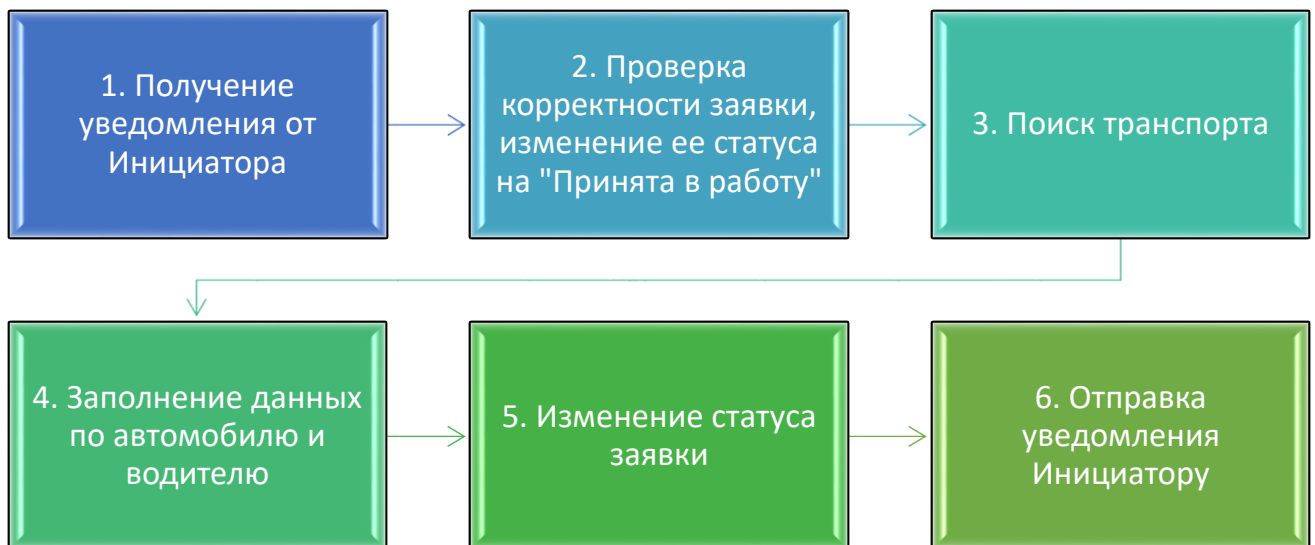 1. Получение
уведомления от
Инициатора
2. Проверка
корректности заявки,
изменение ее статуса
на "Принята в работу"
3. Поиск транспорта
4. Заполнение данных
по автомобилю и
водителю
5. Изменение статуса
заявки
6. Отправка
уведомления
Инициатору